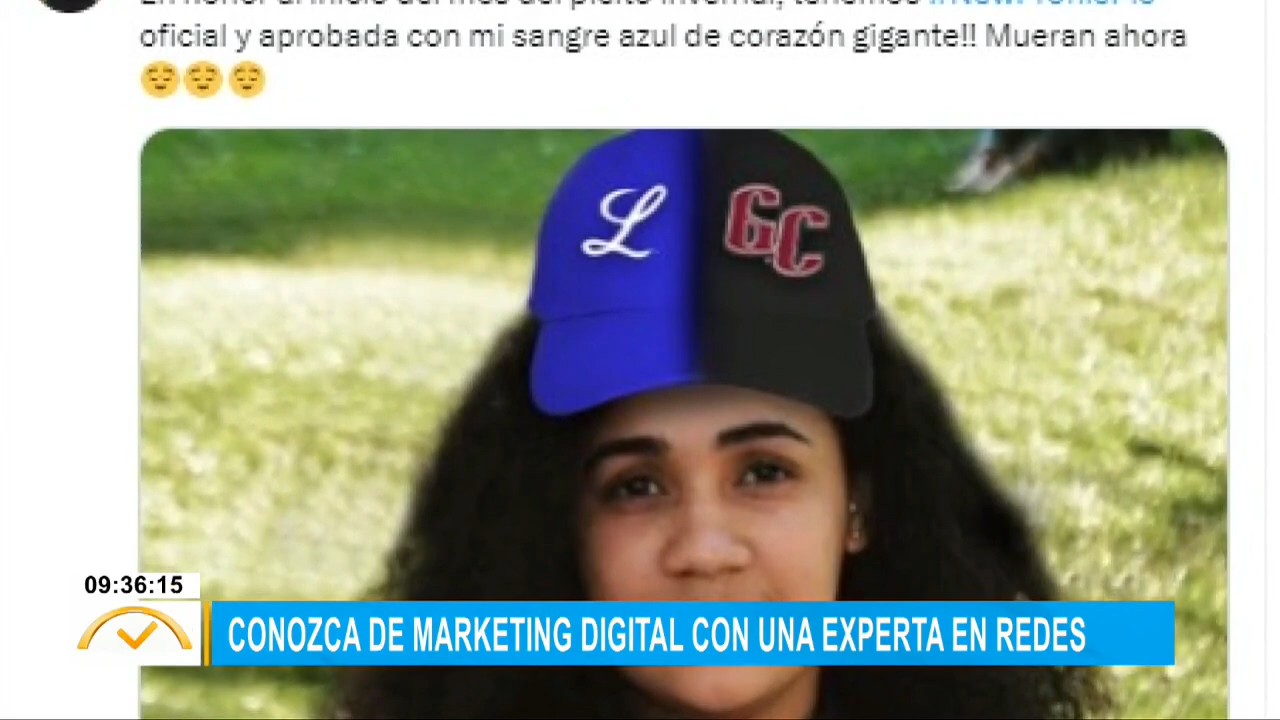 oficial y aprobada con mi sangre azul de corazón gigante!! Mueran ahora
L GC
09:36:15
CONOZCA DE MARKETING DIGITAL CON UNA EXPERTA EN REDES